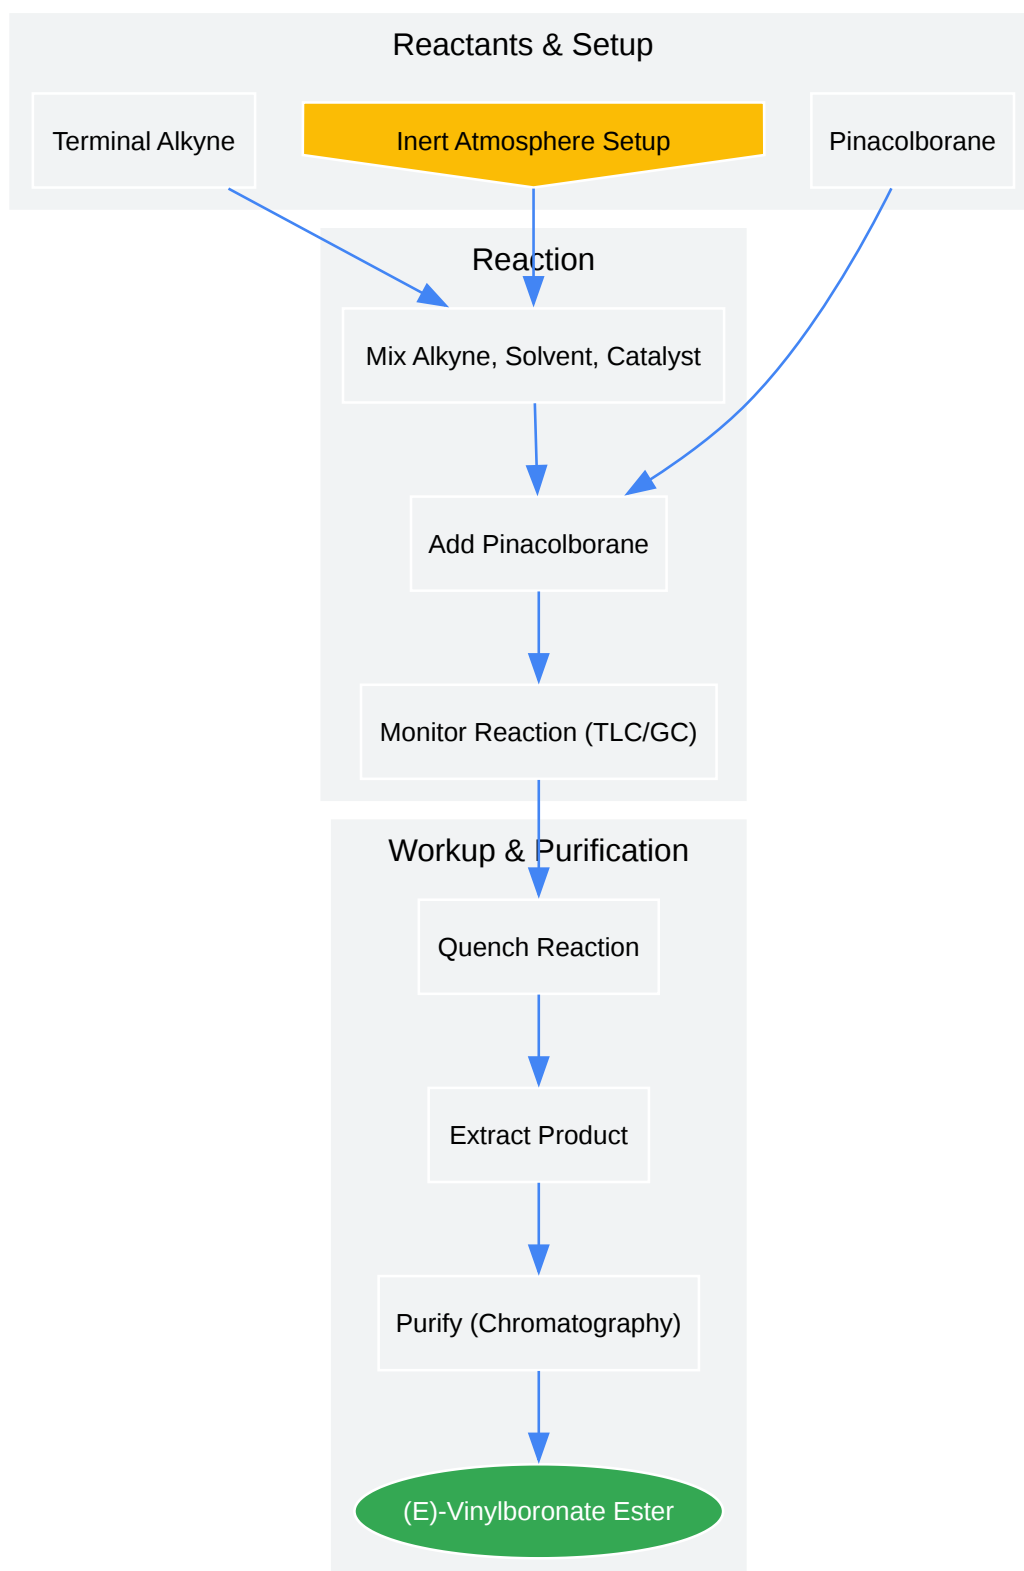 Reactants & Setup
Terminal Alkyne
Inert Atmosphere Setup
Pinacolborane
Reaction
Mix Alkyne, Solvent, Catalyst
Add Pinacolborane
Monitor Reaction (TLC/GC)
Workup & Purification
Quench Reaction
Extract Product
Purify (Chromatography)
(E)-Vinylboronate Ester